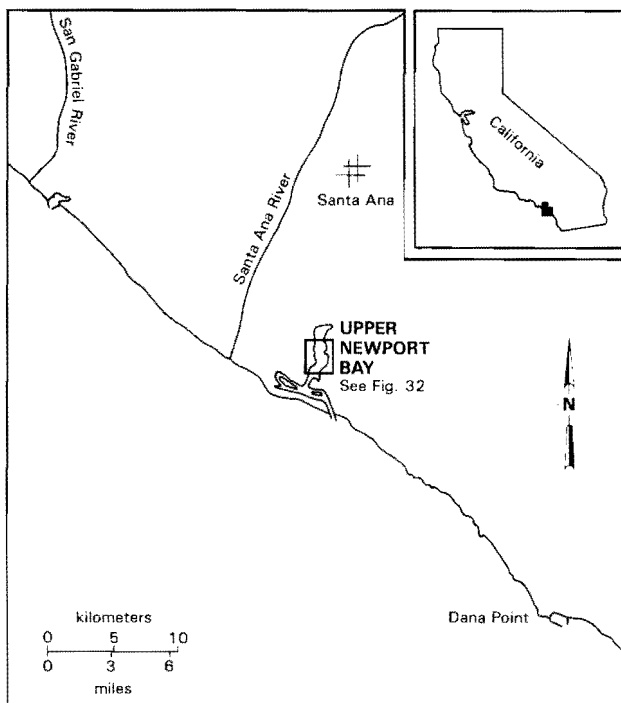 San Gabriel River
Santa Ana River
Santa Ana
California
UPPER
NEWPORT
BAY
See Fig. 32
N
Dana Point
kilometers
0 5 10
0 3 6
miles